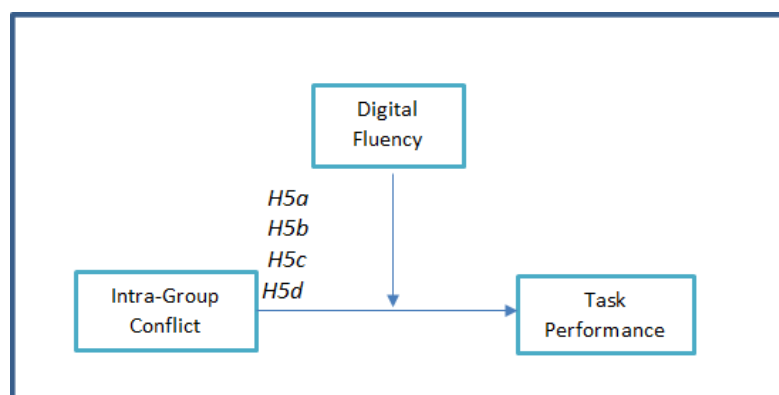 Digital
Fluency
H5a
H5b
H5c
H5d
Intra-Group
Conflict
Task
Performance